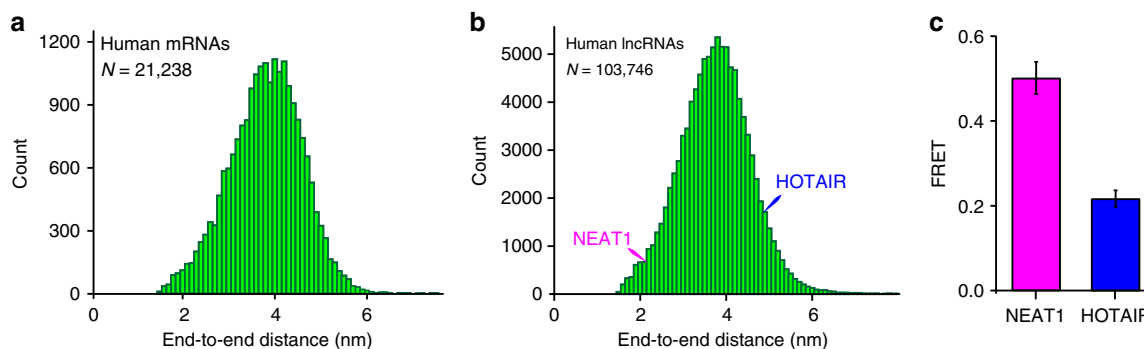 a
Human mRNAs
N = 21,238
1200
900
600
300
0
Count
0
2
4
6
End-to-end distance (nm)
b
Human lncRNAs
N = 103,746
5000
4000
3000
2000
1000
0
Count
HOTAIR
NEAT1
0
2
4
6
End-to-end distance (nm)
c
0.6
0.4
0.2
0.0
FRET
NEAT1
HOTAIR